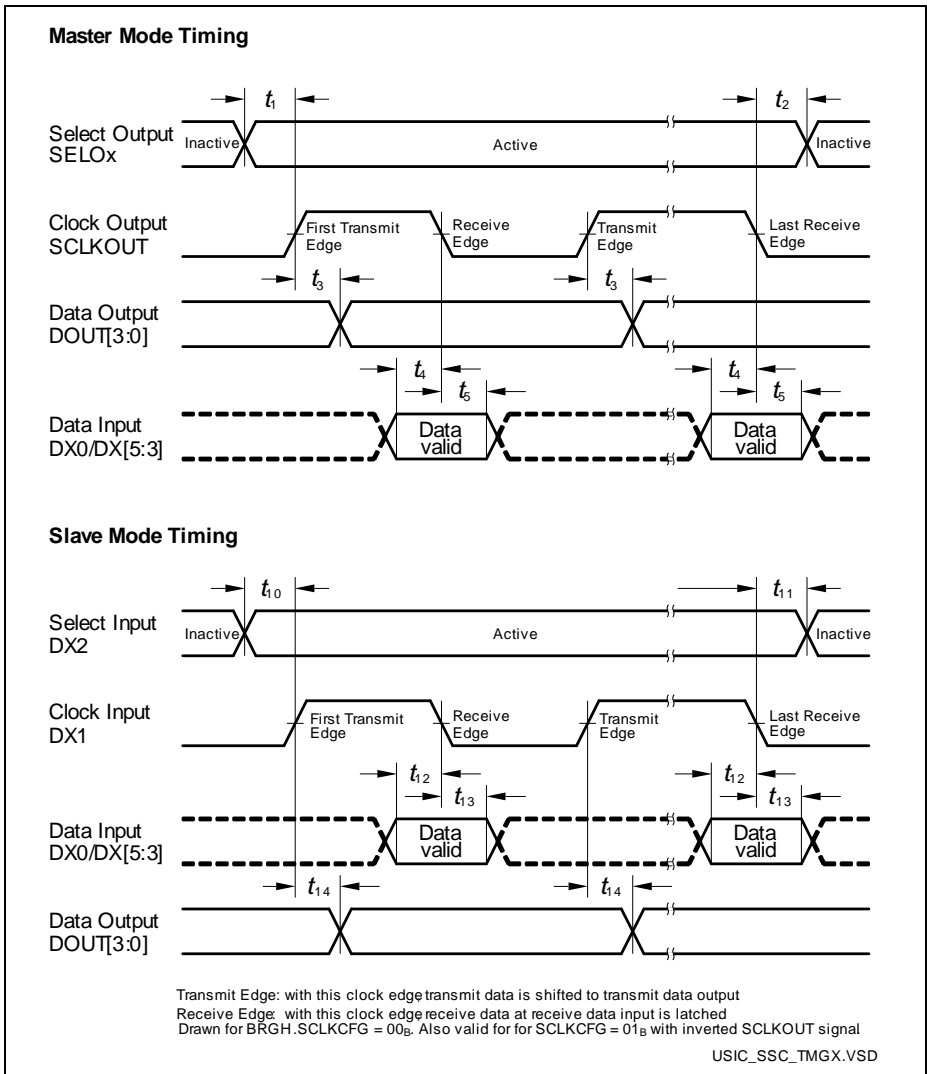 Master Mode Timing
t1
t2
Select Output
SELOx
Inactive
Active
Inactive
Clock Output
SCLKOUT
First Transmit
Edge
Receive
Edge
Transmit
Edge
Last Receive
Edge
t3
t3
Data Output
DOUT[3:0]
t4
t5
t4
t5
Data Input
DX0/DX[5:3]
Data
valid
Data
valid
Slave Mode Timing
t10
t11
Select Input
DX2
Inactive
Active
Inactive
Clock Input
DX1
First Transmit
Edge
Receive
Edge
Transmit
Edge
Last Receive
Edge
t12
t13
t12
t13
Data Input
DX0/DX[5:3]
Data
valid
Data
valid
t14
t14
Data Output
DOUT[3:0]
Transmit Edge: with this clock edge, transmit data is shifted to transmit data output
Receive Edge: with this clock edge, receive data at receive data input is latched
Drawn for BRGH.SCLKCFG = 00B. Also valid for for SCLKCFG = 01B with inverted SCLKOUT signal.
USIC_SSC_TMGX.VSD